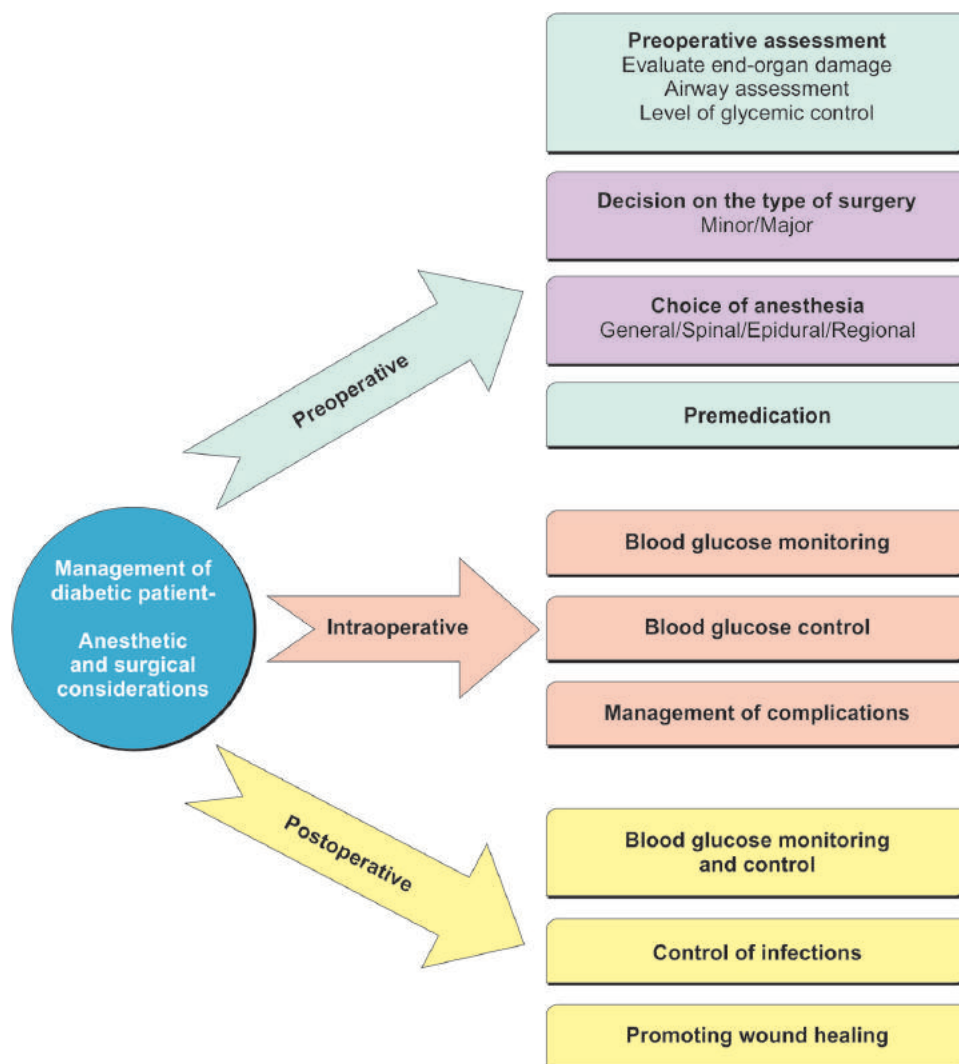 Preoperative assessment
Evaluate end-organ damage
Airway assessment
Level of glycemic control
Decision on the type of surgery
Minor/Major
Choice of anesthesia
General/Spinal/Epidural/Regional
Premedication
Preoperative
Management of
diabetic patient-
Anesthetic
and surgical
considerations
Intraoperative
Blood glucose monitoring
Blood glucose control
Management of complications
Postoperative
Blood glucose monitoring
and control
Control of infections
Promoting wound healing